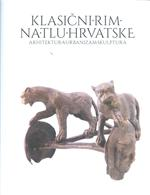 KLASIČNI·RIM·
NA·TLU·HRVATSKE
ARHITEKTURA·URBANIZAM·SKULPTURA